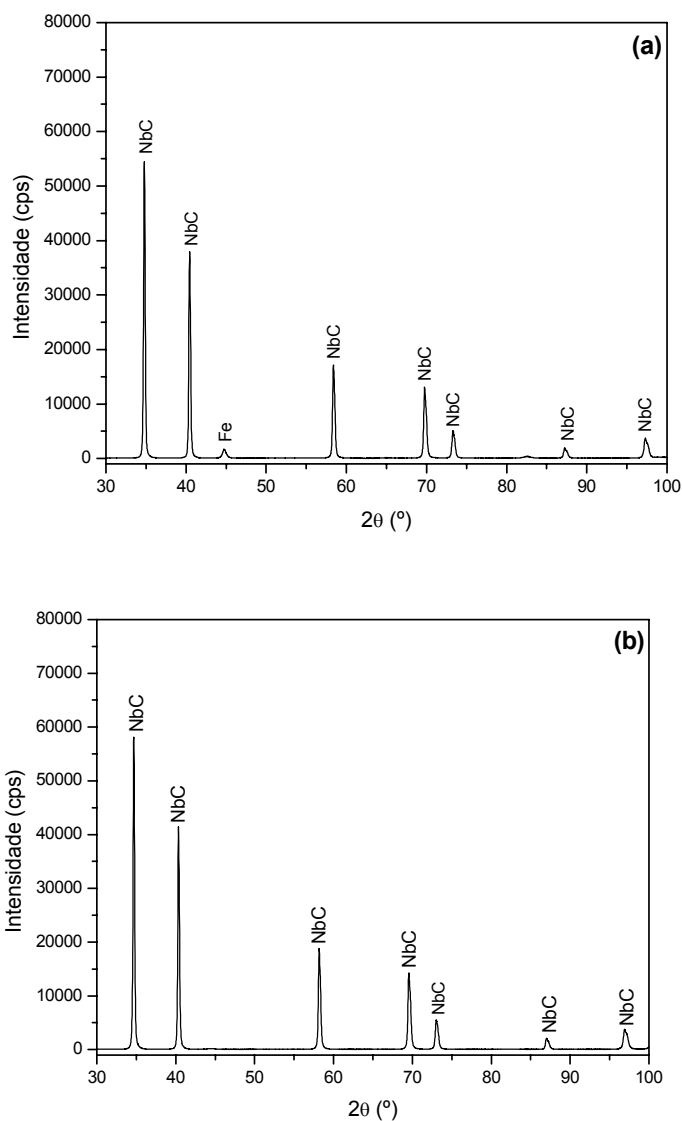 (a)
80000
70000
60000
50000
40000
30000
20000
10000
0
Intensidade (cps)
NbC
NbC
Fe
NbC
NbC
NbC
NbC
NbC
30 40 50 60 70 80 90 100
2θ (º)
(b)
80000
70000
60000
50000
40000
30000
20000
10000
0
Intensidade (cps)
NbC
NbC
NbC
NbC
NbC
NbC
NbC
30 40 50 60 70 80 90 100
2θ (º)